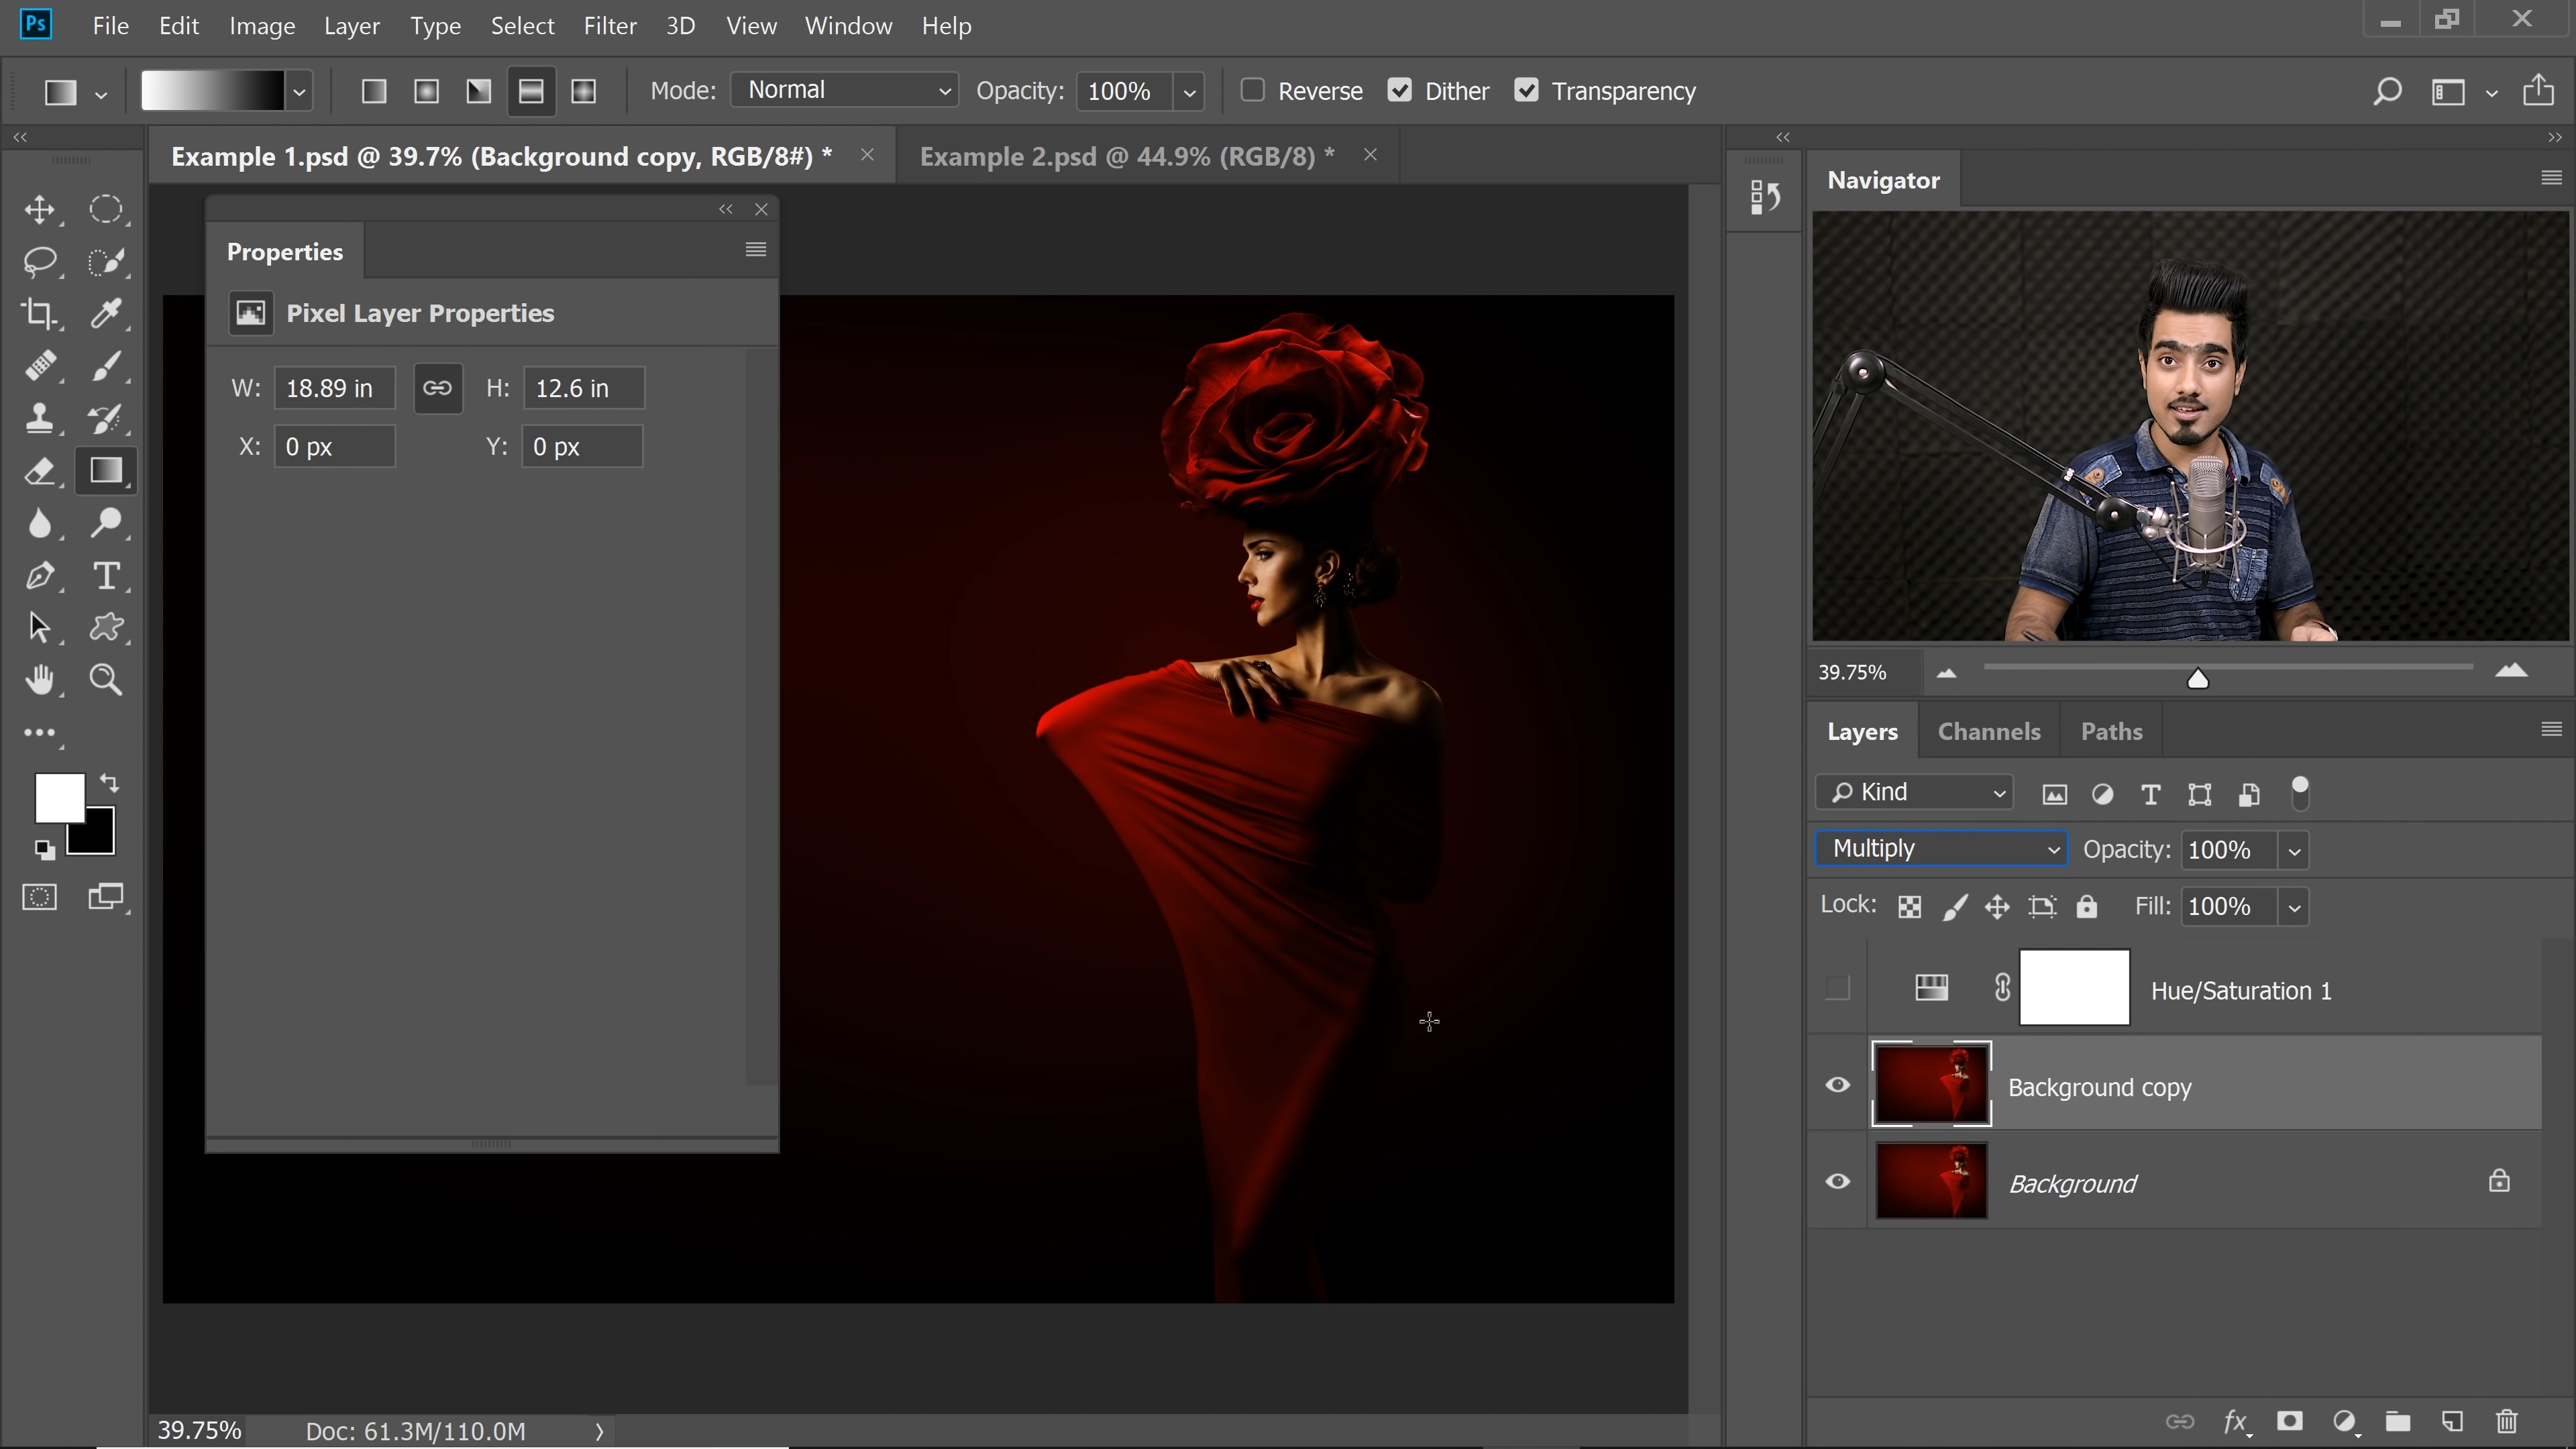 Ps File Edit Image Layer Type Select Filter 3D View Window Help
Mode: Normal Opacity: 100% Reverse Dither Transparency
Example 1.psd @ 39.7% (Background copy, RGB/8#) *
Example 2.psd @ 44.9% (RGB/8) *
Properties
Pixel Layer Properties
W: 18.89 in H: 12.6 in
X: 0 px Y: 0 px
Navigator
39.75%
Layers Channels Paths
Kind
Multiply Opacity: 100%
Lock: Fill: 100%
Hue/Saturation 1
Background copy
Background
fx
39.75% Doc: 61.3M/110.0M